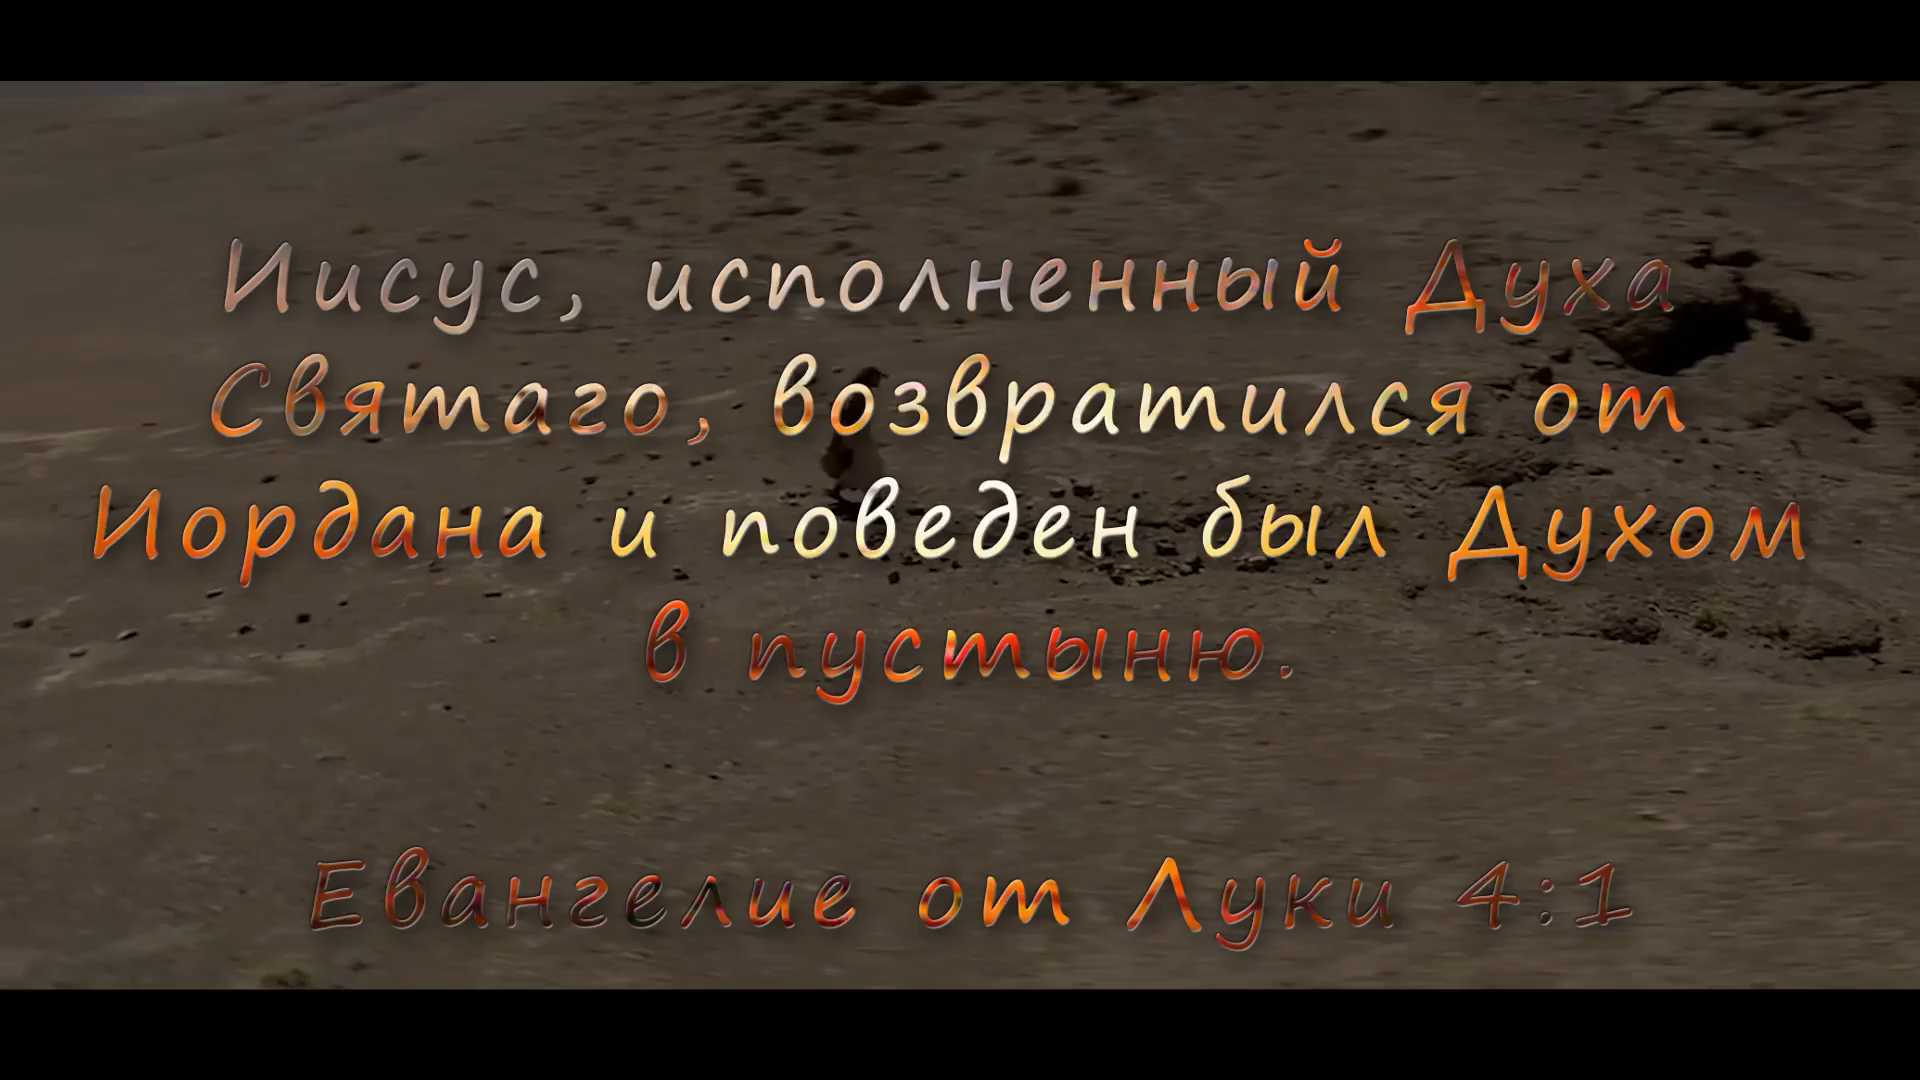 Иисус, исполненный Духа
Святаго, возвратился от
Иордана и поведен был Духом
в пустыню.
Евангелие от Луки 4:1